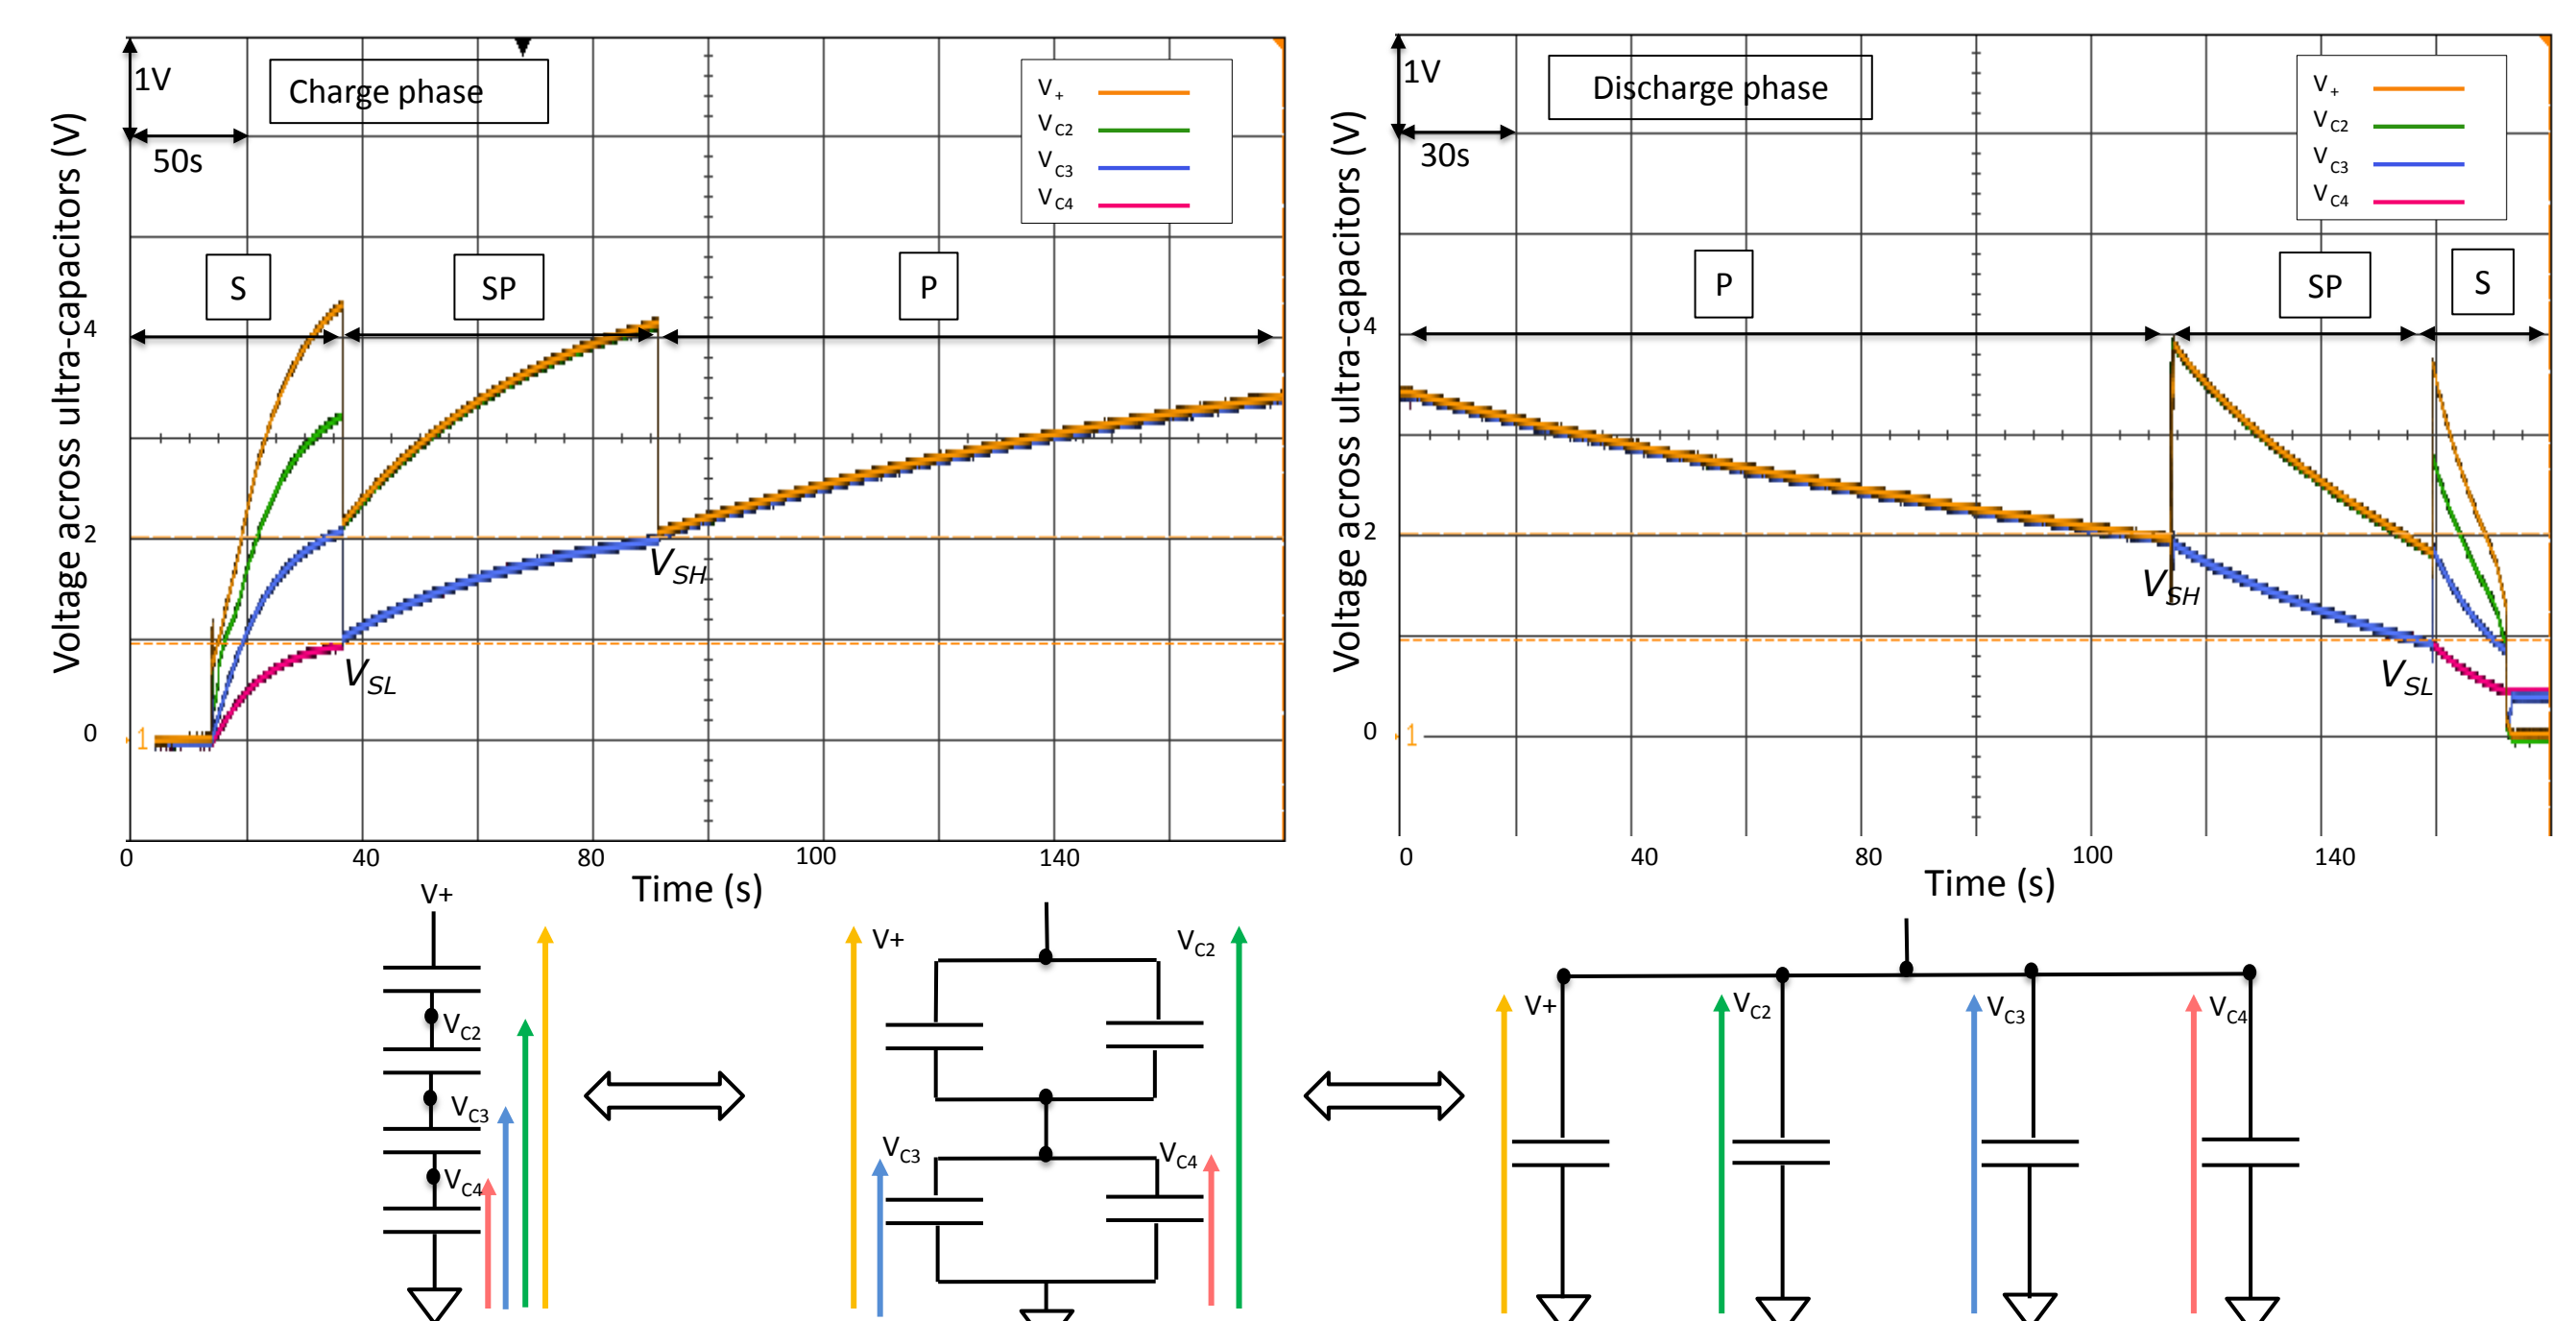 1V
Charge phase
50s
V+
VC2
VC3
VC4
S
SP
P
Voltage across ultra-capacitors (V)
4
2
0
1
VSH
VSL
0
40
80
100
140
Time (s)
1V
Discharge phase
30s
V+
VC2
VC3
VC4
P
SP
S
Voltage across ultra-capacitors (V)
4
2
0
1
VSH
VSL
0
40
80
100
140
Time (s)
V+
VC2
VC3
VC4
V+
VC2
VC3
VC4
V+
VC2
VC3
VC4